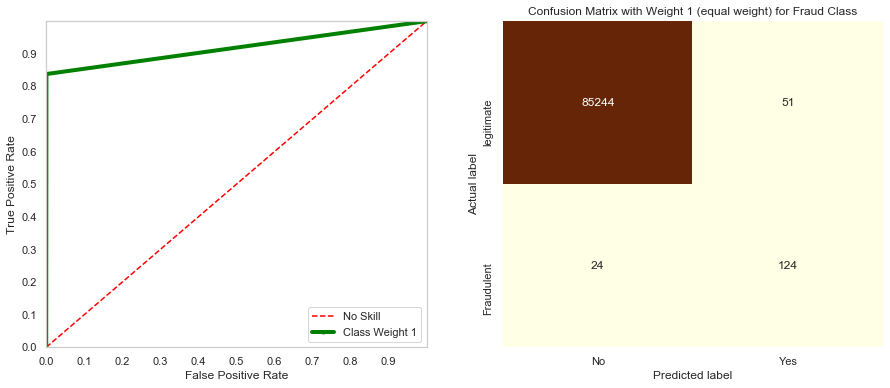 0.9
0.8
0.7
0.6
0.5
0.4
0.3
0.2
0.1
0.0
True Positive Rate
0.0 0.1 0.2 0.3 0.4 0.5 0.6 0.7 0.8 0.9
False Positive Rate
No Skill
Class Weight 1
Confusion Matrix with Weight 1 (equal weight) for Fraud Class
Actual label
legitimate
Fraudulent
85244 51
24 124
No Yes
Predicted label